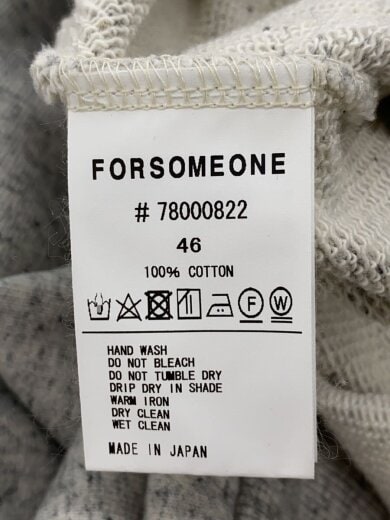 FORSOMEONE
# 78000822
46
100% COTTON
F W
HAND WASH
DO NOT BLEACH
DO NOT TUMBLE DRY
DRIP DRY IN SHADE
WARM IRON
DRY CLEAN
WET CLEAN
MADE IN JAPAN